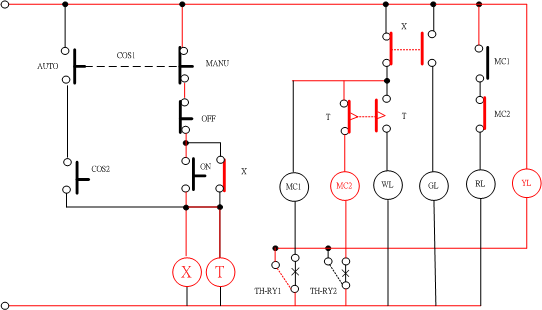 X
COS1
AUTO
MANU
MC1
OFF
T
T
MC2
ON
X
COS2
MC1
MC2
WL
GL
RL
YL
X
T
TH-RY1
TH-RY2